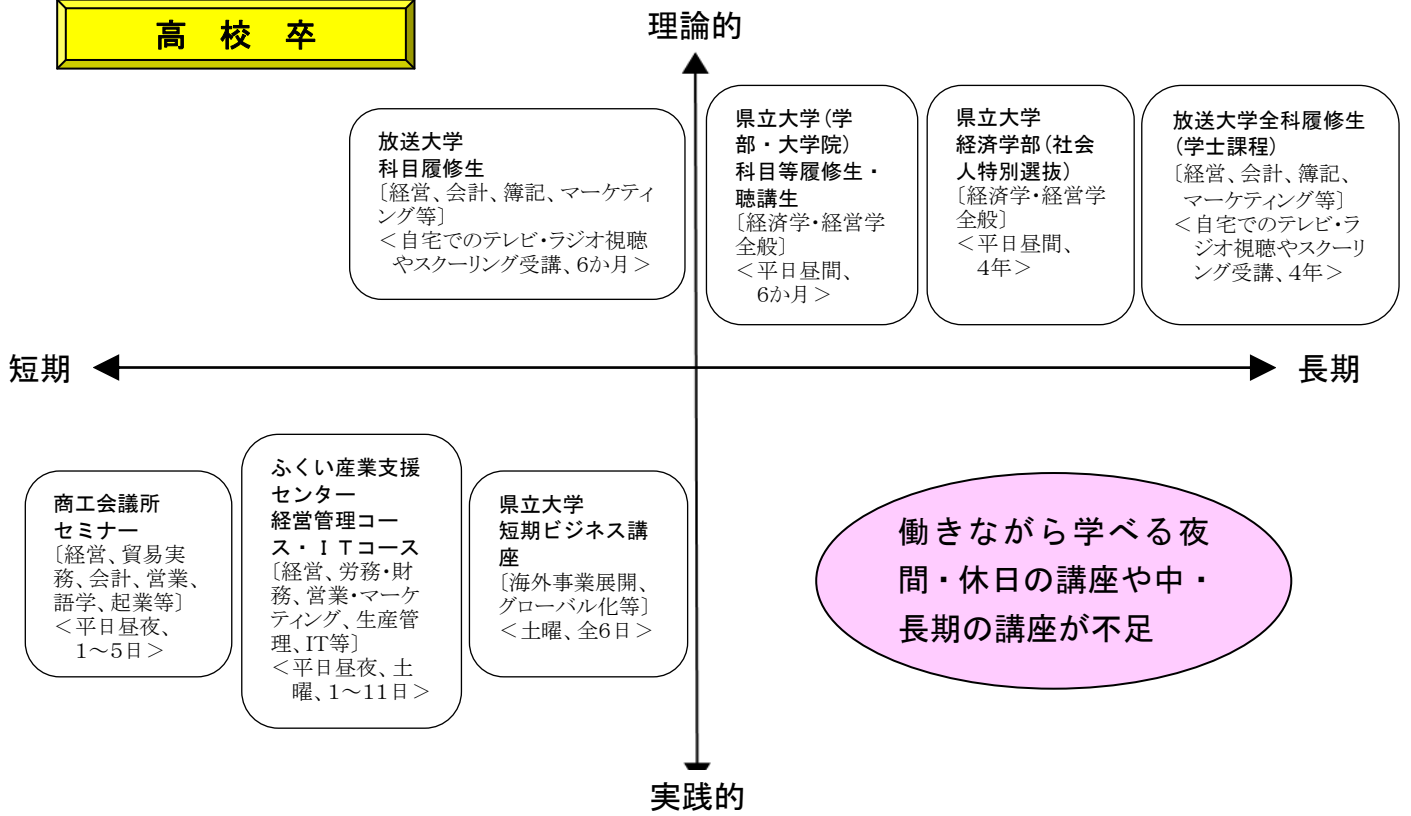 高校卒
理論的
放送大学
科目履修生
〔経営、会計、簿記、マーケティ
ング等〕
＜自宅でのテレビ・ラジオ視聴
やスクーリング受講、6か月＞
県立大学(学
部・大学院)
科目等履修生・
聴講生
〔経済学・経営学
全般〕
＜平日昼間、
6か月＞
県立大学
経済学部(社会
人特別選抜)
〔経済学・経営学
全般〕
＜平日昼間、
4年＞
放送大学全科履修生
(学士課程)
〔経営、会計、簿記、
マーケティング等〕
＜自宅でのテレビ・ラ
ジオ視聴やスクーリ
ング受講、4年＞
短期
長期
商工会議所
セミナー
〔経営、貿易実
務、会計、営業、
語学、起業等〕
＜平日昼夜、
1～5日＞
ふくい産業支援
センター
経営管理コー
ス・ＩＴコース
〔経営、労務・財
務、営業・マーケ
ティング、生産管
理、IT等〕
＜平日昼夜、土
曜、1～11日＞
県立大学
短期ビジネス講
座
〔海外事業展開、
グローバル化等〕
＜土曜、全6日＞
働きながら学べる夜
間・休日の講座や中・
長期の講座が不足
実践的